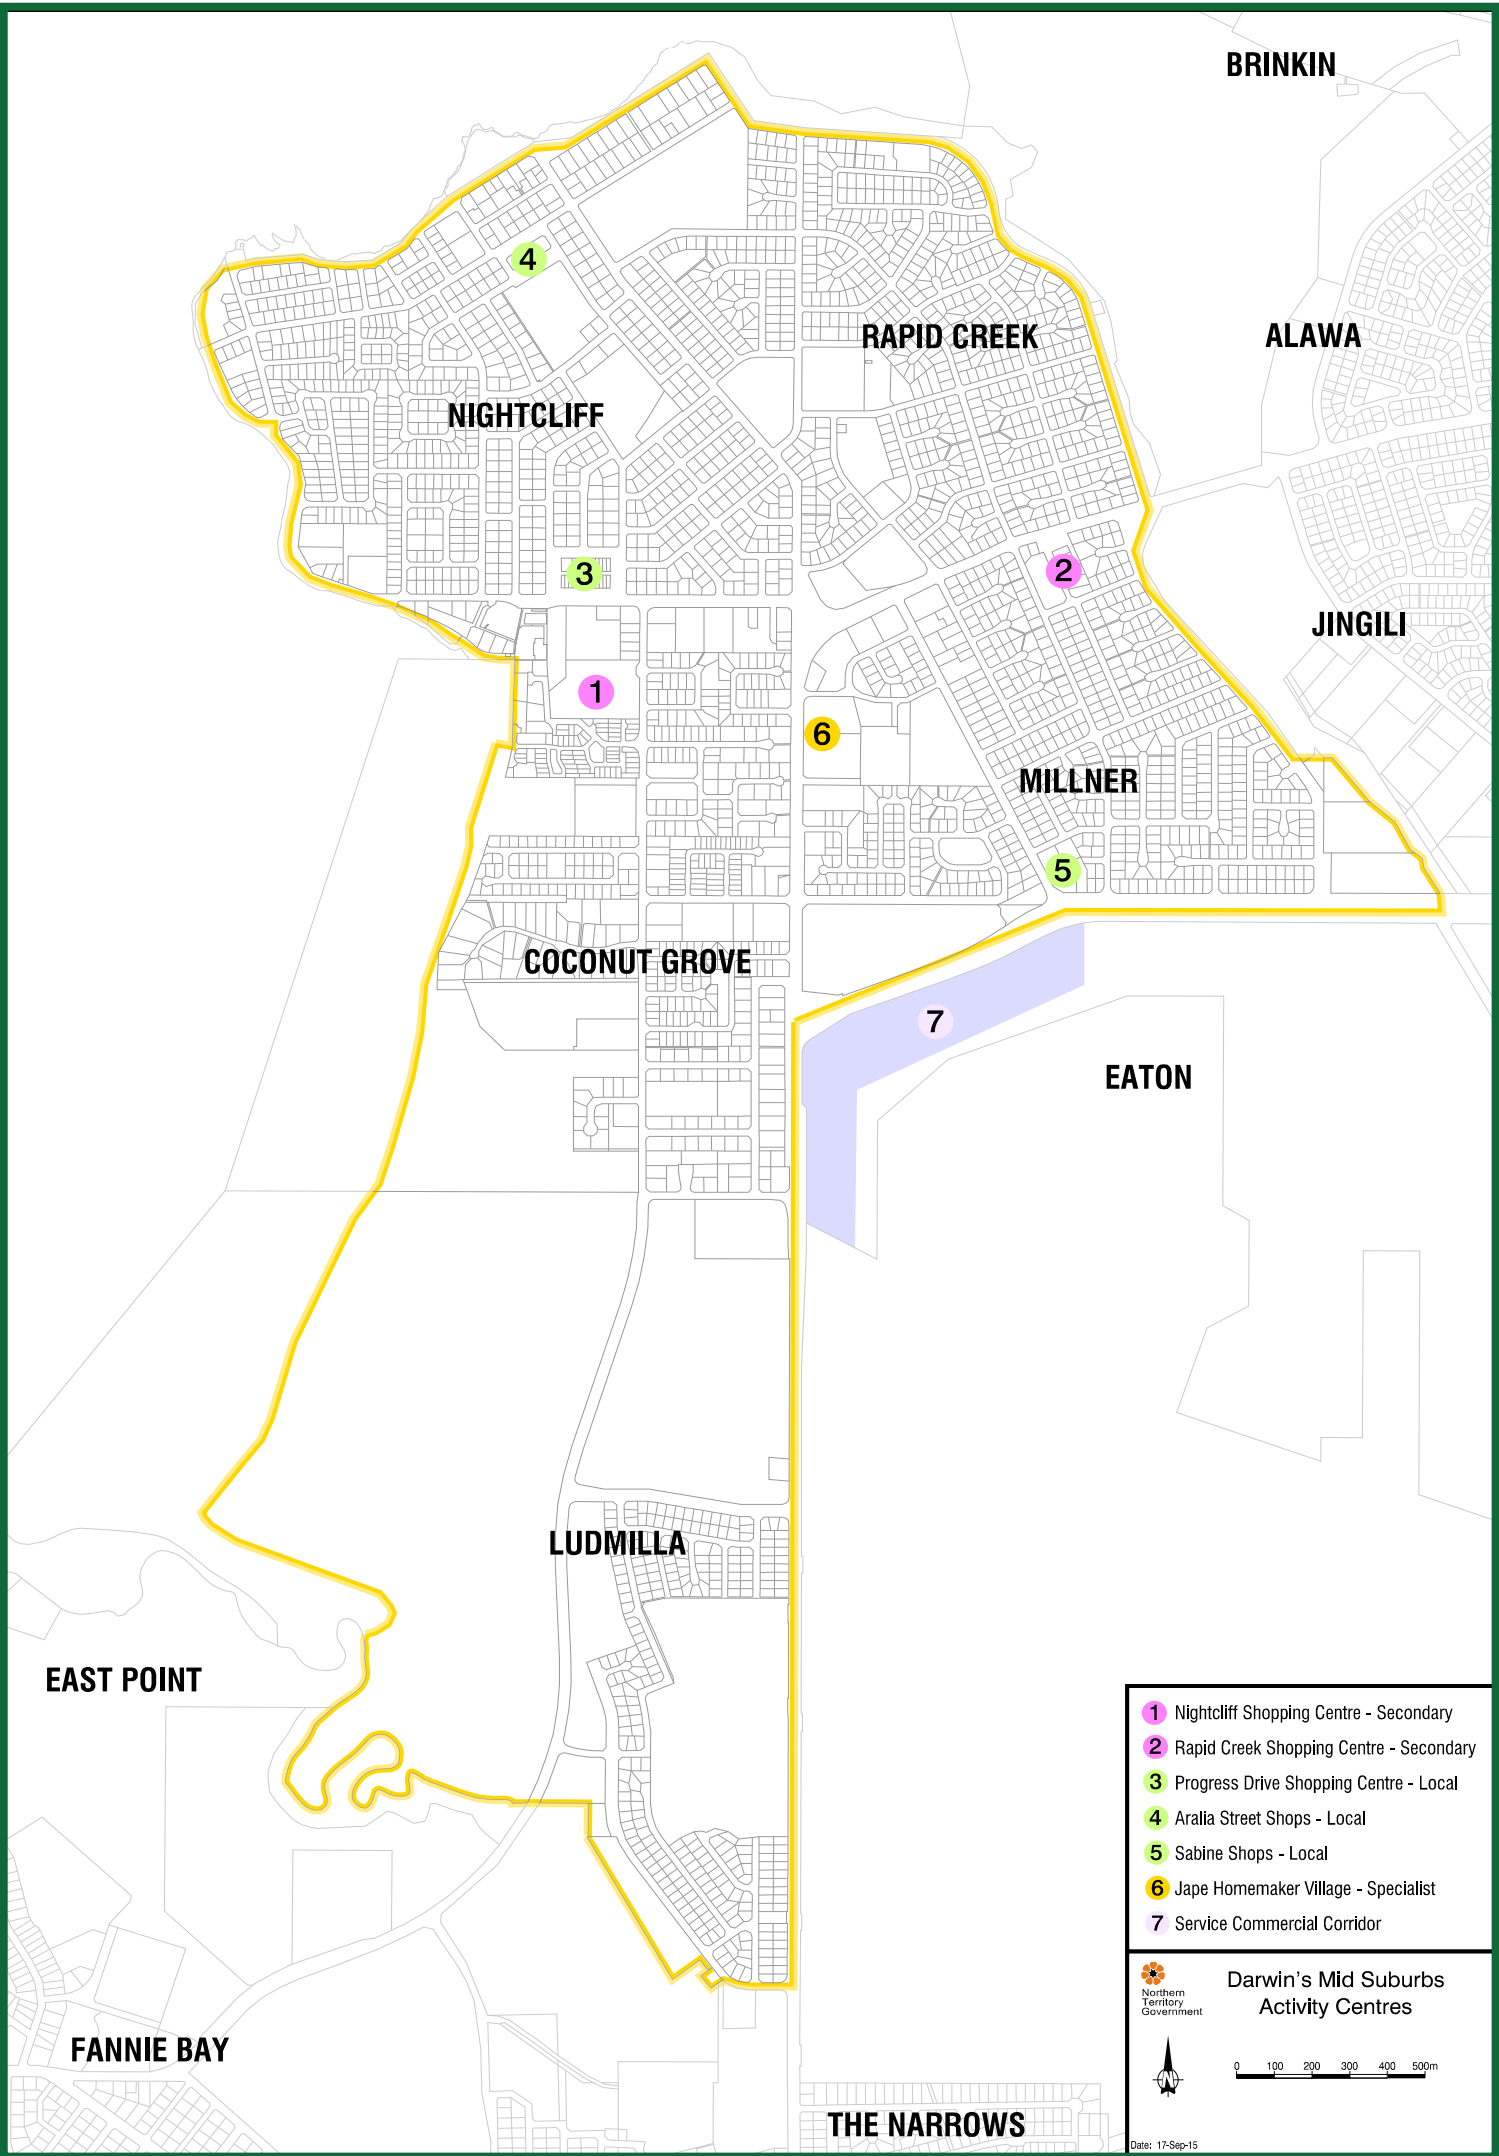 BRINKIN
4
RAPID CREEK
ALAWA
NIGHTCLIFF
3
2
JINGILI
1
6
MILLNER
5
COCONUT GROVE
7
EATON
LUDMILLA
EAST POINT
1 Nightcliff Shopping Centre - Secondary
2 Rapid Creek Shopping Centre - Secondary
3 Progress Drive Shopping Centre - Local
4 Aralia Street Shops - Local
5 Sabine Shops - Local
6 Jape Homemaker Village - Specialist
7 Service Commercial Corridor
Northern
Territory
Government
Darwin's Mid Suburbs
Activity Centres
0 100 200 300 400 500m
N
Date: 17-Sep-15
FANNIE BAY
THE NARROWS